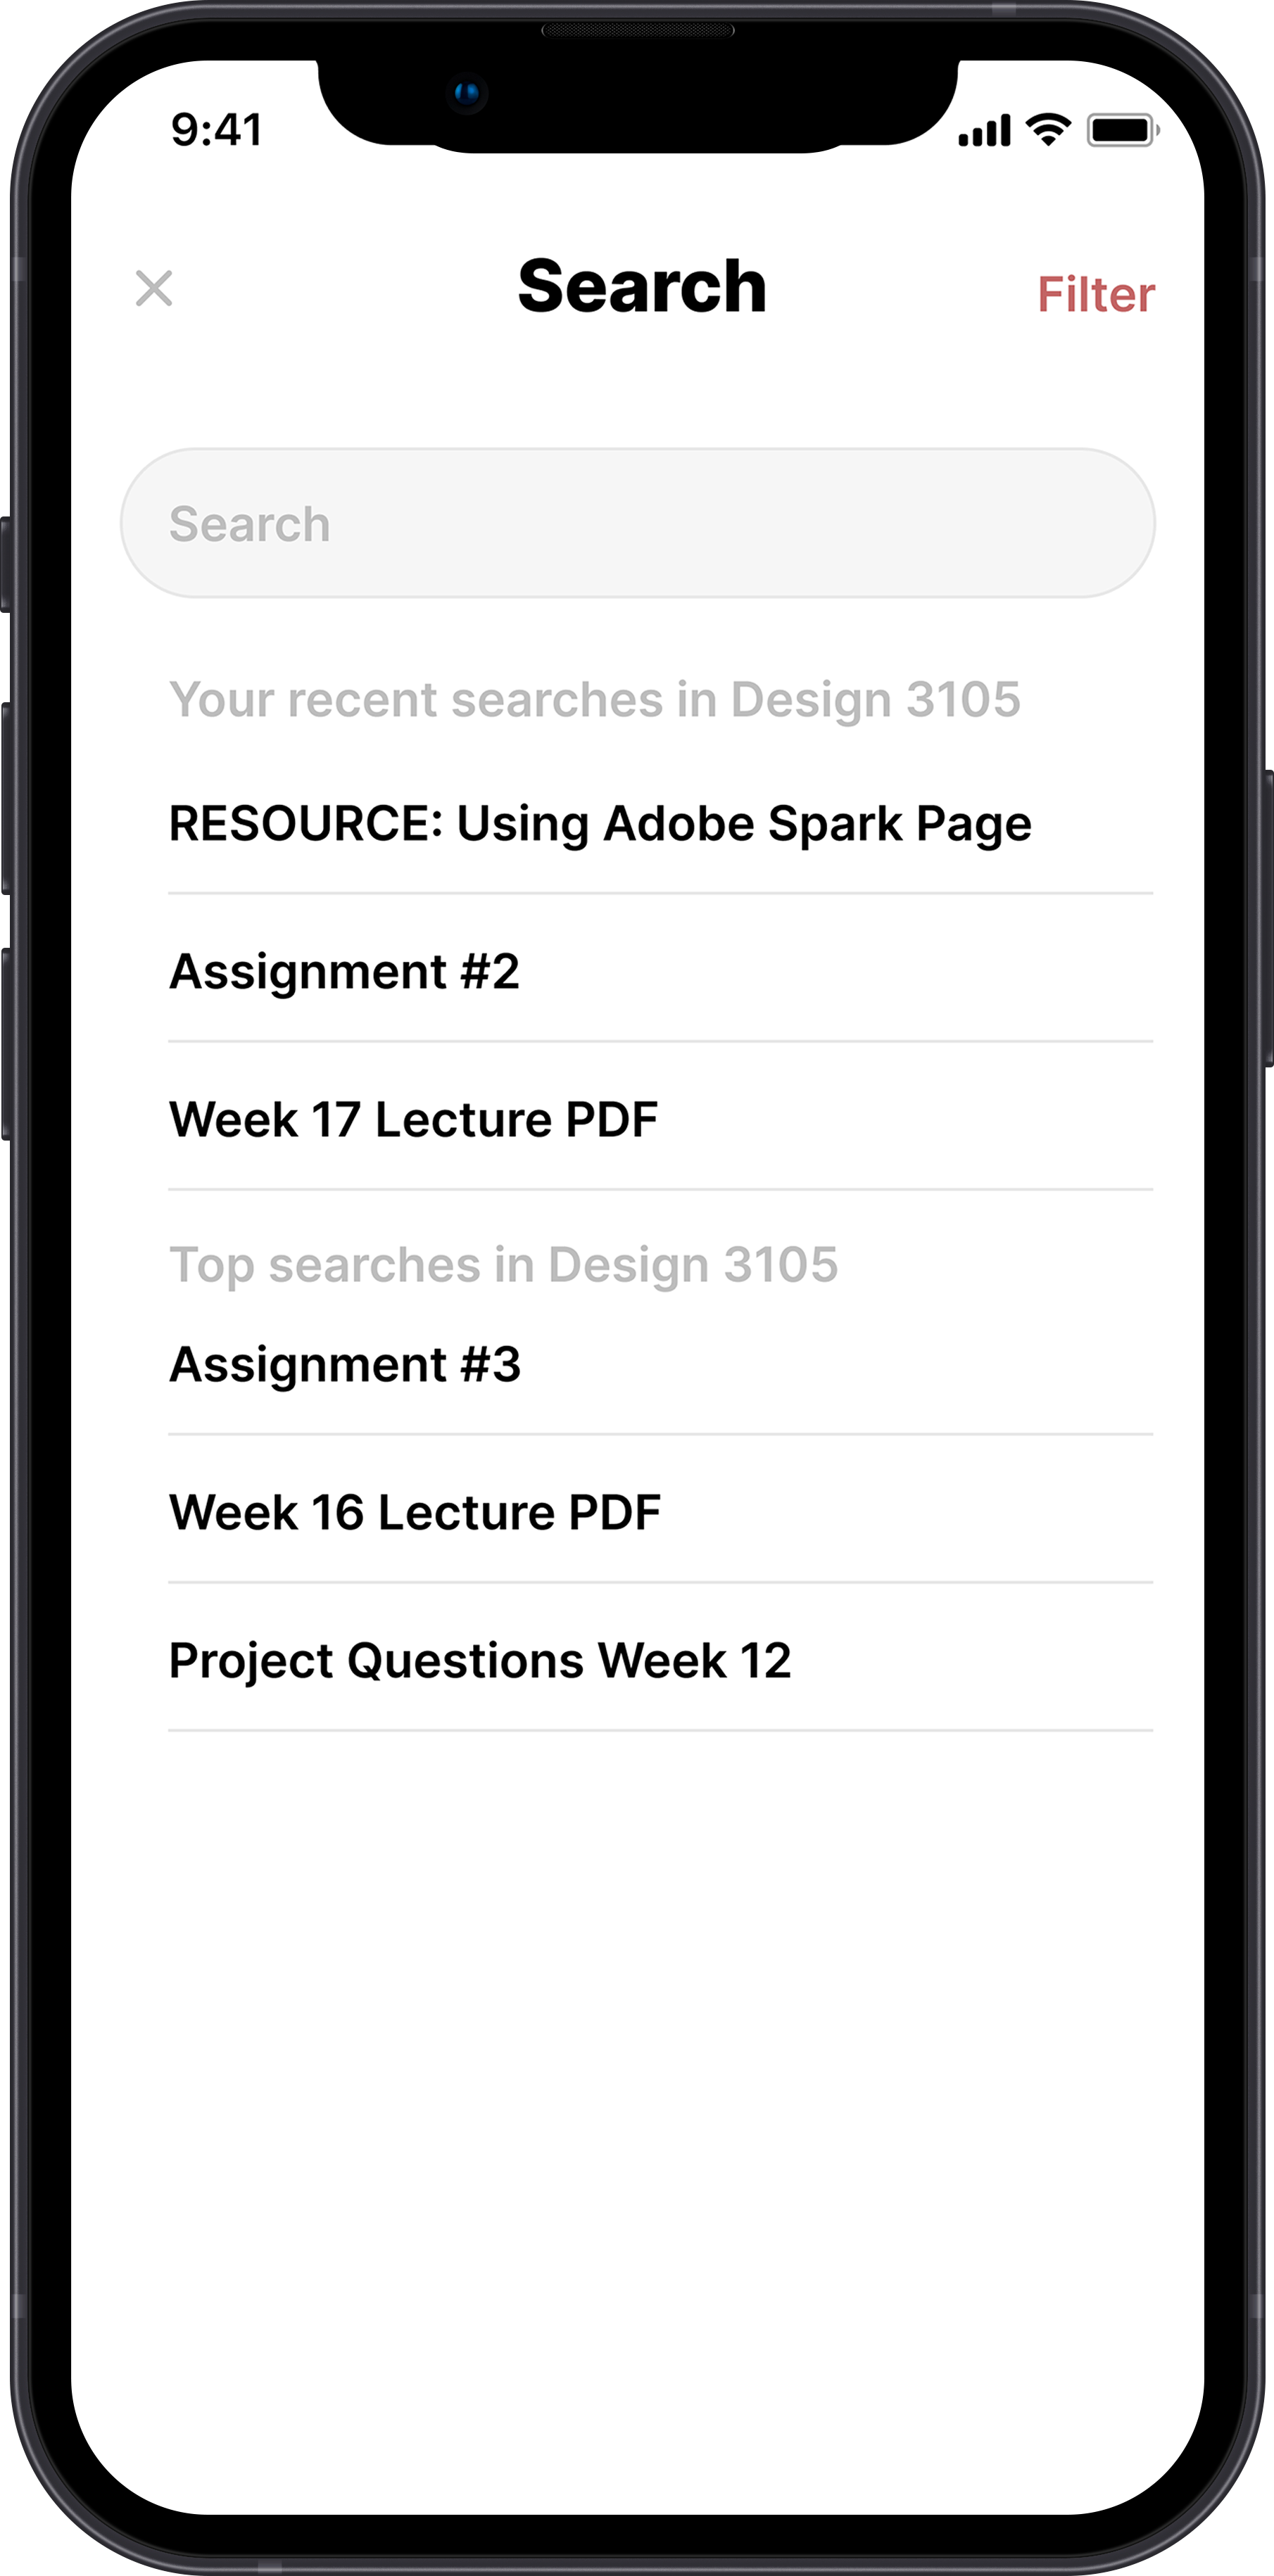 9:41
Search
Filter
Search
Your recent searches in Design 3105
RESOURCE: Using Adobe Spark Page
Assignment #2
Week 17 Lecture PDF
Top searches in Design 3105
Assignment #3
Week 16 Lecture PDF
Project Questions Week 12